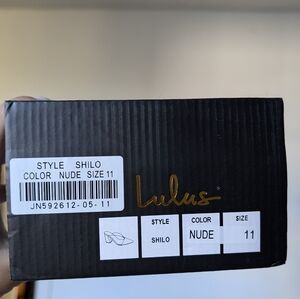 STYLE SHILO
COLOR NUDE SIZE 11
JN592612-05-11
Lulus
STYLE COLOR SIZE
SHILO NUDE 11